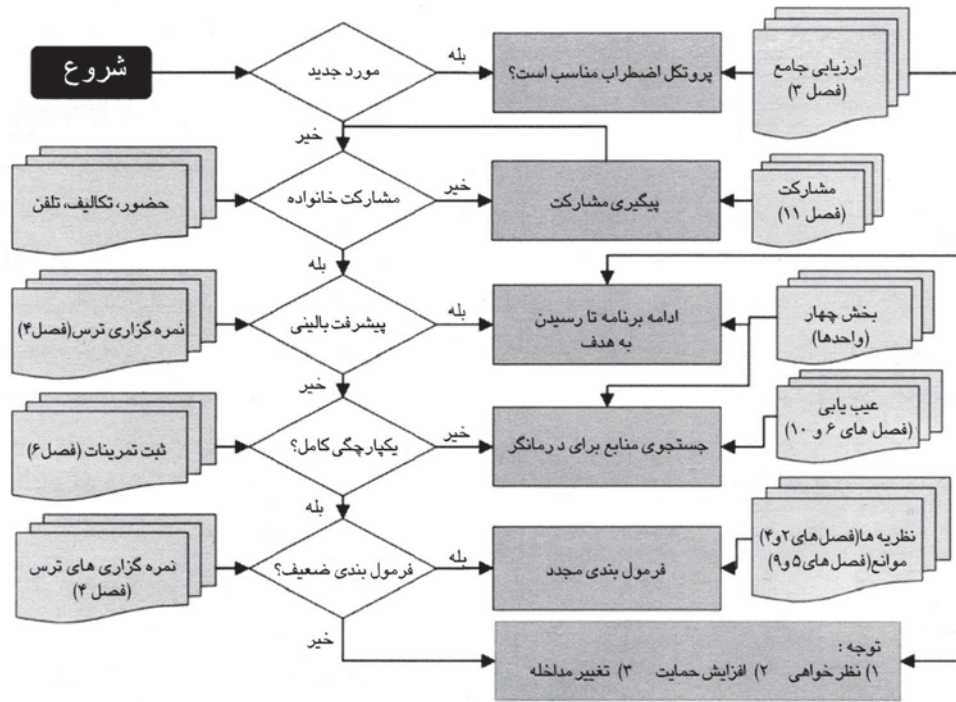 شروع
مورد جدید
بله
پروتکل اضطراب مناسب است؟
ارزیابی جامع
(فصل ۳)
خیر
حضور، تکالیف، تلفن
مشارکت خانواده
خیر
پیگیری مشارکت
مشارکت
(فصل ۱۱)
بله
نمره گزاری ترس(فصل۴)
پیشرفت بالینی
بله
ادامه برنامه تا رسیدن
به هدف
بخش چهار
(واحدها)
خیر
ثبت تمرینات (فصل۶)
یکپارچگی کامل؟
خیر
جستجوی منابع برای درمانگر
عیب یابی
(فصل های ۶ و ۱۰)
بله
نمره گزاری های ترس
(فصل ۴)
فرمول بندی ضعیف؟
بله
فرمول بندی مجدد
نظریه ها(فصل های۲و۴)
موانع(فصل های۵و۹)
خیر
توجه :
۱) نظرخواهی ۲) افزایش حمایت ۳) تغییر مداخله